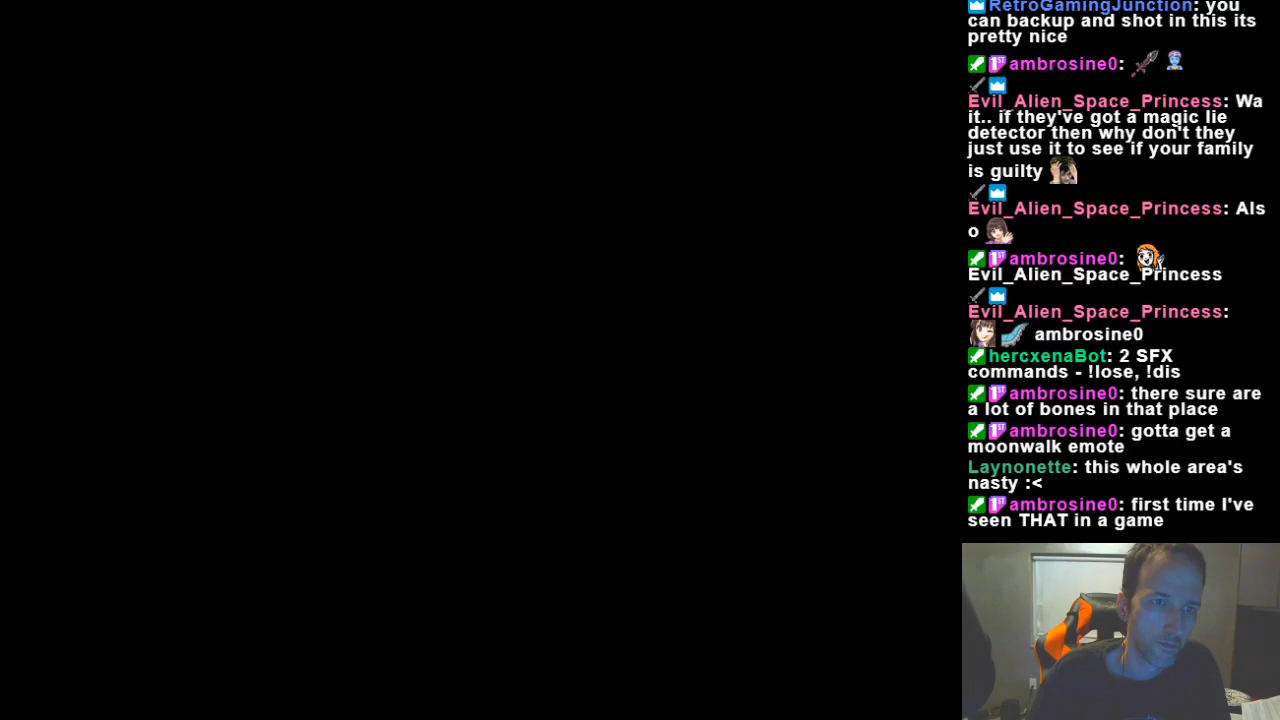 RetroGamingJunction: you
can backup and shot in this its
pretty nice
ambrosine0:
Evil_Alien_Space_Princess: Wa
it.. if they've got a magic lie
detector then why don't they
just use it to see if your family
is guilty
Evil_Alien_Space_Princess: Als
o
ambrosine0:
Evil_Alien_Space_Princess
Evil_Alien_Space_Princess:
ambrosine0
hercxenaBot: 2 SFX
commands - !lose, !dis
ambrosine0: there sure are
a lot of bones in that place
ambrosine0: gotta get a
moonwalk emote
Laynonette: this whole area's
nasty :<
ambrosine0: first time I've
seen THAT in a game